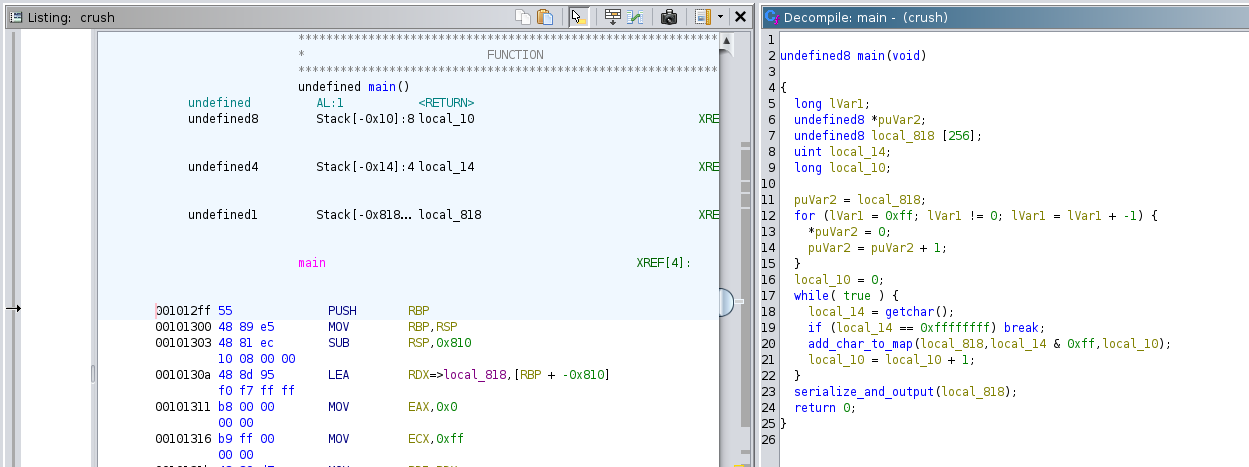 Listing: crush
************************************************************
* FUNCTION
************************************************************
undefined main()
undefined AL:1 <RETURN>
undefined8 Stack[-0x10]:8 local_10 XRE
undefined4 Stack[-0x14]:4 local_14 XRE
undefined1 Stack[-0x818... local_818 XRE
main XREF[4]:
001012ff 55 PUSH RBP
00101300 48 89 e5 MOV RBP,RSP
00101303 48 81 ec SUB RSP,0x810
10 08 00 00
0010130a 48 8d 95 LEA RDX=>local_818,[RBP + -0x810]
f0 f7 ff ff
00101311 b8 00 00 MOV EAX,0x0
00 00
00101316 b9 ff 00 MOV ECX,0xff
00 00
Decompile: main - (crush)
1
2 undefined8 main(void)
3
4 {
5 long lVar1;
6 undefined8 *puVar2;
7 undefined8 local_818 [256];
8 uint local_14;
9 long local_10;
10
11 puVar2 = local_818;
12 for (lVar1 = 0xff; lVar1 != 0; lVar1 = lVar1 + -1) {
13 *puVar2 = 0;
14 puVar2 = puVar2 + 1;
15 }
16 local_10 = 0;
17 while( true ) {
18 local_14 = getchar();
19 if (local_14 == 0xffffffff) break;
20 add_char_to_map(local_818,local_14 & 0xff,local_10);
21 local_10 = local_10 + 1;
22 }
23 serialize_and_output(local_818);
24 return 0;
25 }
26